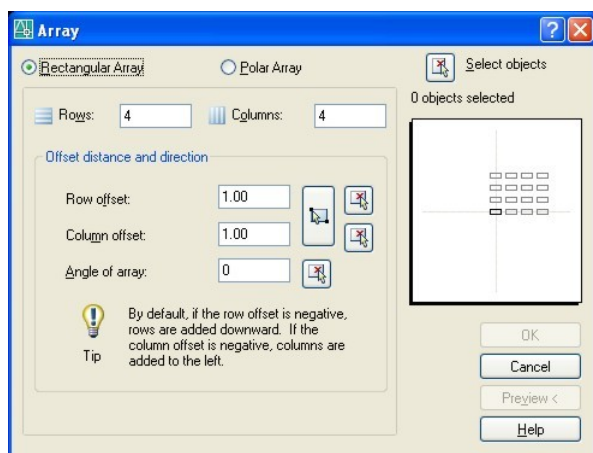 Array
Rectangular Array
Polar Array
Select objects
0 objects selected
Rows: 4
Columns: 4
Offset distance and direction
Row offset: 1.00
Column offset: 1.00
Angle of array: 0
By default, if the row offset is negative,
rows are added downward. If the
column offset is negative, columns are
added to the left.
Tip
OK
Cancel
Preview <
Help